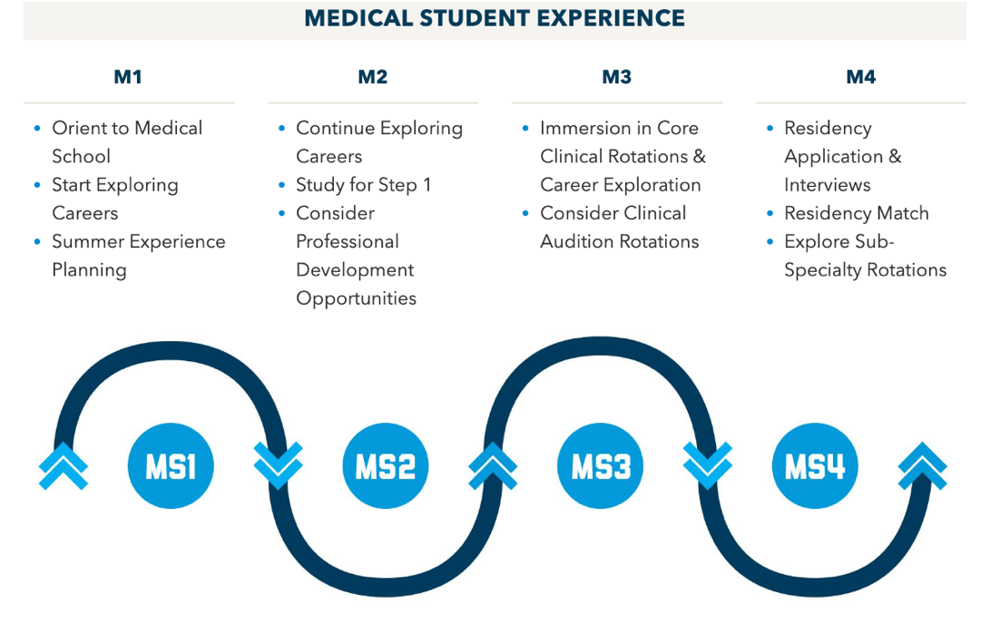 MEDICAL STUDENT EXPERIENCE
M1
• Orient to Medical
School
• Start Exploring
Careers
• Summer Experience
Planning
M2
• Continue Exploring
Careers
• Study for Step 1
• Consider
Professional
Development
Opportunities
M3
• Immersion in Core
Clinical Rotations &
Career Exploration
• Consider Clinical
Audition Rotations
M4
• Residency
Application &
Interviews
• Residency Match
• Explore Sub-
Specialty Rotations
MS1
MS2
MS3
MS4